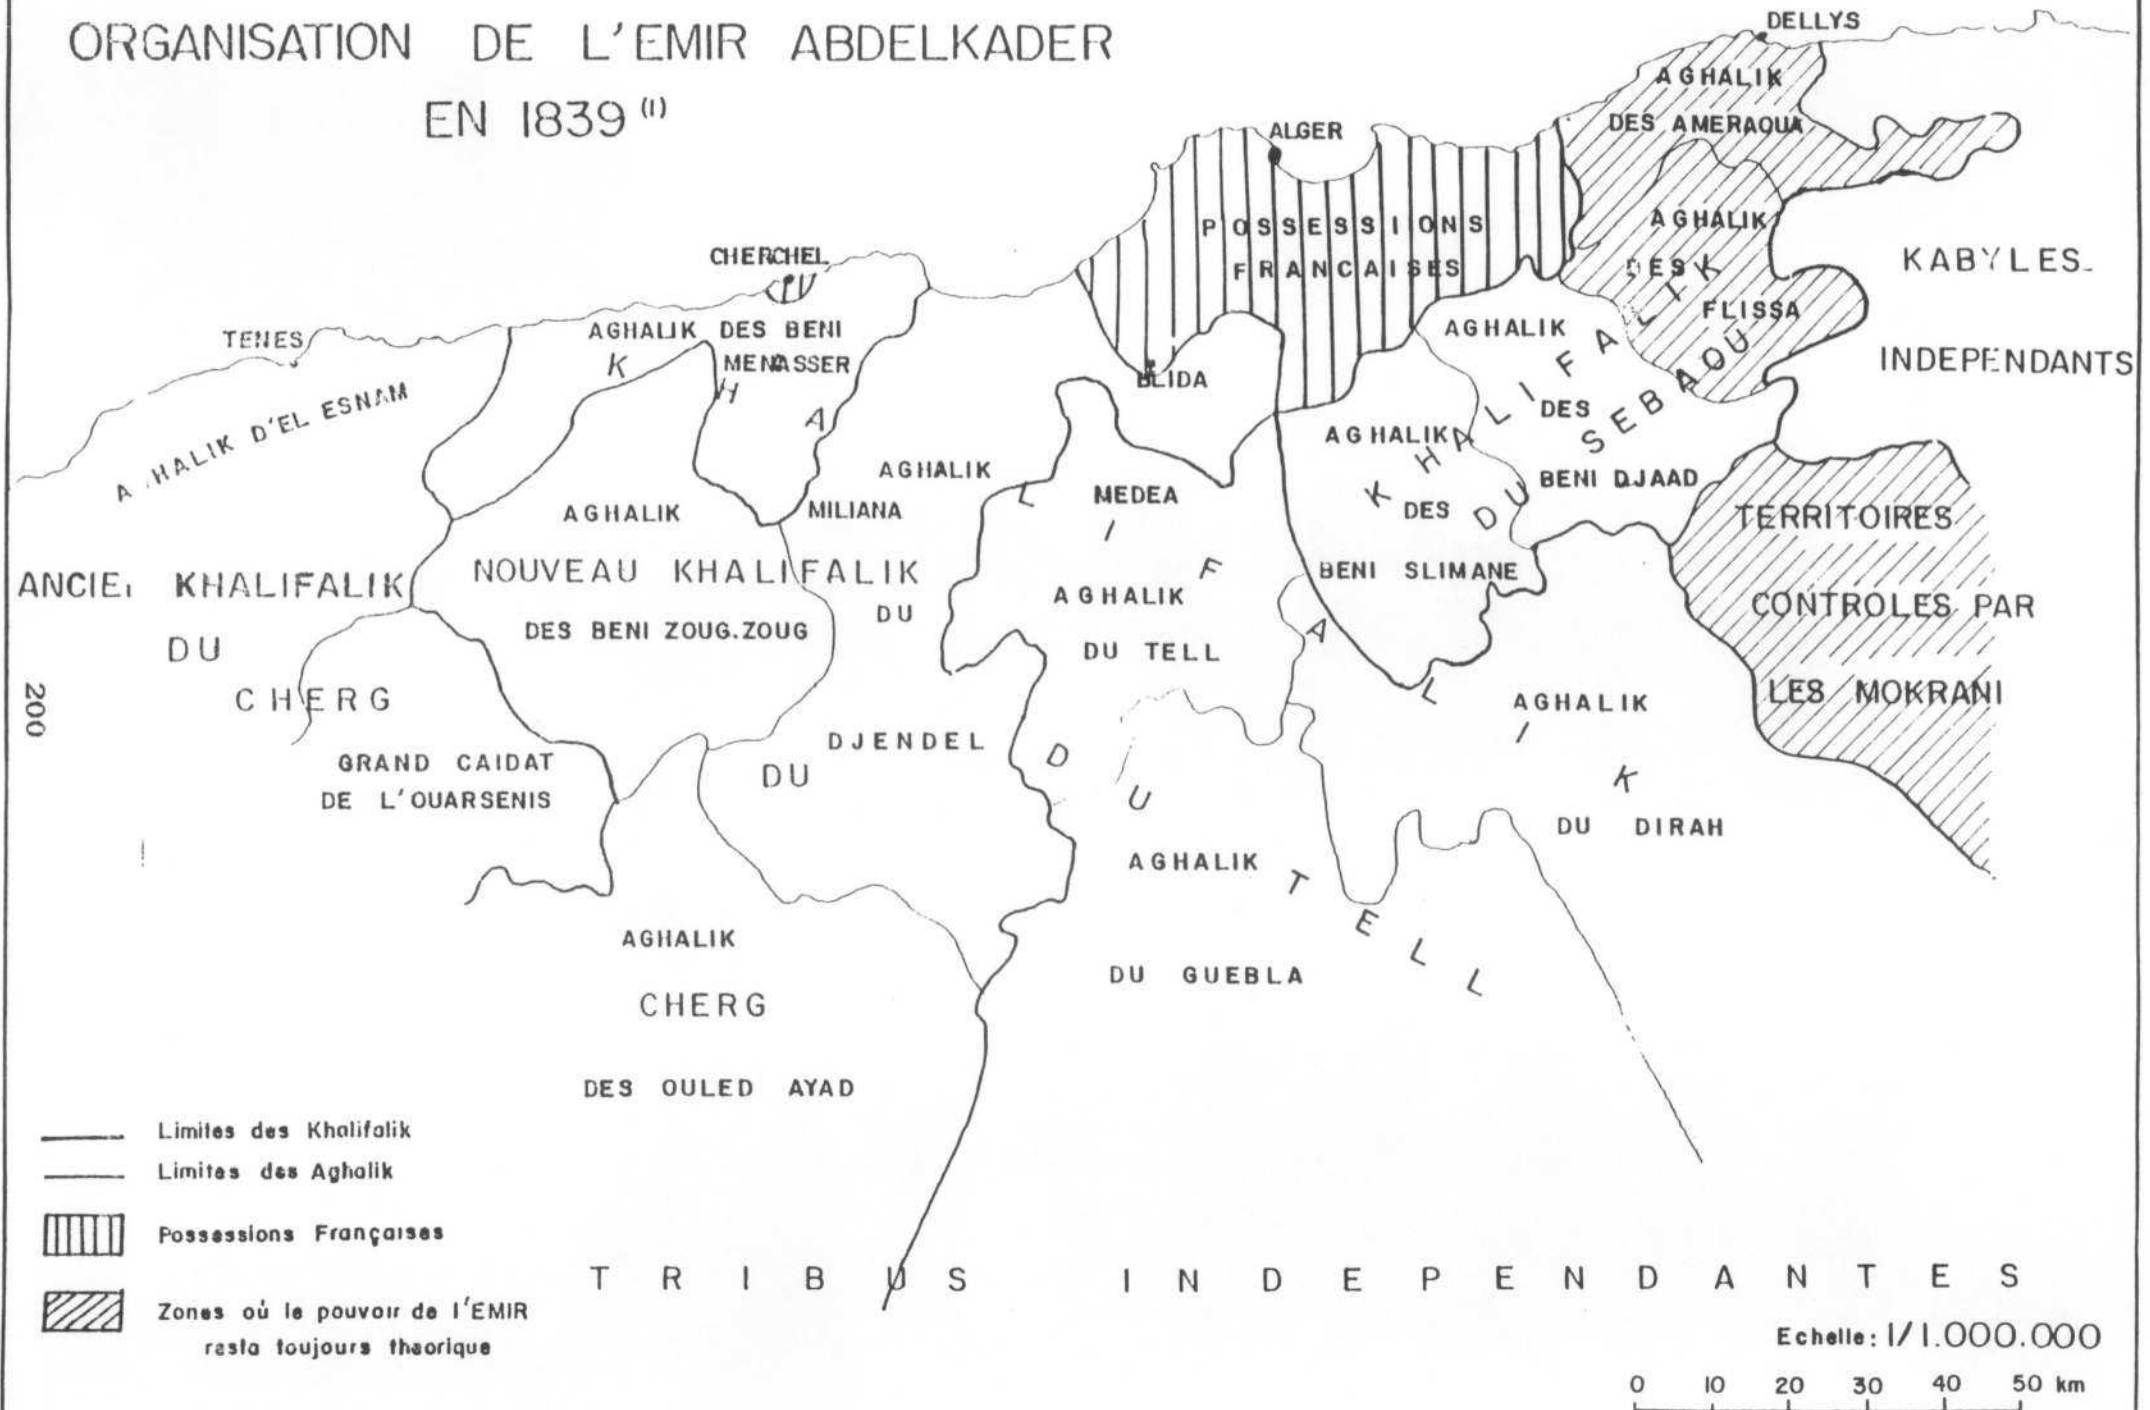 ORGANISATION DE L'EMIR ABDELKADER
EN 1839 (1)
DELLYS
AGHALIK
DES AMERAOUA
ALGER
POSSESSIONS
FRANCAISES
AGHALIK
DES
FLISSA
KABYLES
INDEPENDANTS
CHERCHEL
TENES
AGHALIK DES BENI
MENASSER
BLIDA
AGHALIK
DES
BENI DJAAD
KHALIFALIK
DU SEBAOU
D'EL ESNAM
AGHALIK
DES
BENI SLIMANE
AGHALIK
MILIANA
MEDEA
TERRITOIRES
CONTROLES PAR
LES MOKRANI
AGHALIK
NOUVEAU KHALIFALIK
DES BENI ZOUG.ZOUG
KHALIFALIK
DU
CHERG
DU
DJENDEL
DU
AGHALIK
DU TELL
KHALIFALIK
DU TELL
GRAND CAIDAT
DE L'OUARSENIS
AGHALIK
DU DIRAH
AGHALIK
DU GUEBLA
AGHALIK
CHERG
DES OULED AYAD
200
Limites des Khalifalik
Limites des Aghalik
Possessions Françaises
Zones où le pouvoir de l'EMIR
resta toujours théorique
TRIBUS INDEPENDANTES
Echelle: 1/1.000.000
0 10 20 30 40 50 km